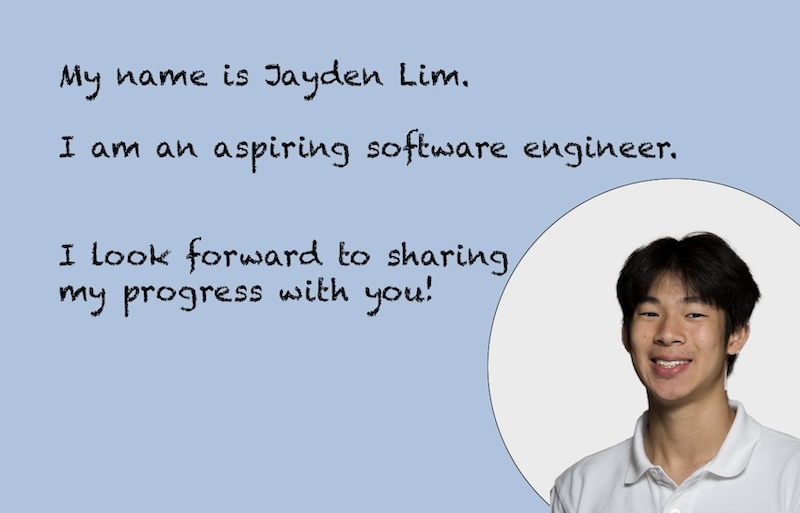 My name is Jayden Lim.
I am an aspiring software engineer.
I look forward to sharing
my progress with you!